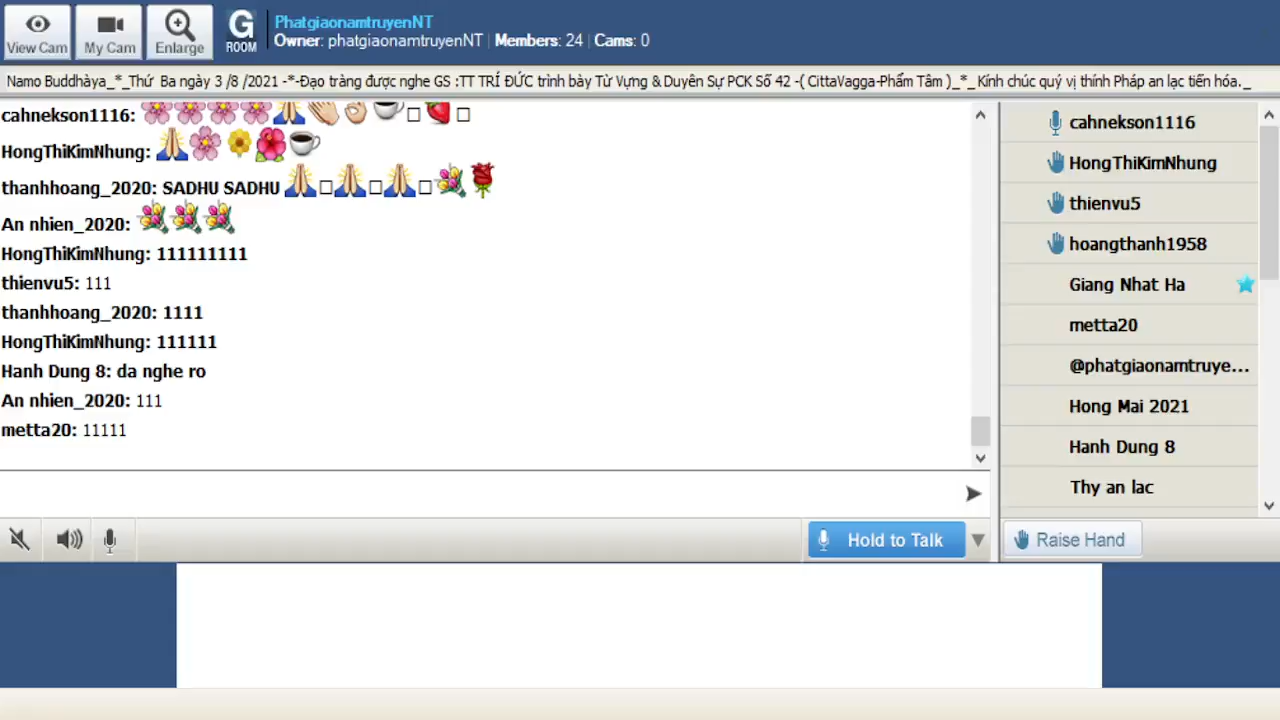 View Cam
My Cam
Enlarge
G
ROOM
PhatgiaonamtruyenNT
Owner: phatgiaonamtruyenNT | Members: 24 | Cams: 0
Namo Buddhàya_*_Thứ Ba ngày 3 /8 /2021 -*-Đạo tràng được nghe GS :TT TRÍ ĐỨC trình bày Từ Vựng & Duyên Sự PCK Số 42 -( CittaVagga-Phẩm Tâm )_*_Kính chúc quý vị thính Pháp an lạc tiến hóa._
cahnekson1116: 🌸🌸🌸🌸🙏👏👌☕□🍓□
HongThiKimNhung: 🙏🌸🌼🌺☕
thanhhoang_2020: SADHU SADHU 🙏□🙏□🙏□💐🌹
An nhien_2020: 💐💐💐
HongThiKimNhung: 111111111
thienvu5: 111
thanhhoang_2020: 1111
HongThiKimNhung: 111111
Hanh Dung 8: da nghe ro
An nhien_2020: 111
metta20: 11111
cahnekson1116
HongThiKimNhung
thienvu5
hoangthanh1958
Giang Nhat Ha
metta20
@phatgiaonamtruye...
Hong Mai 2021
Hanh Dung 8
Thy an lac
Hold to Talk
Raise Hand